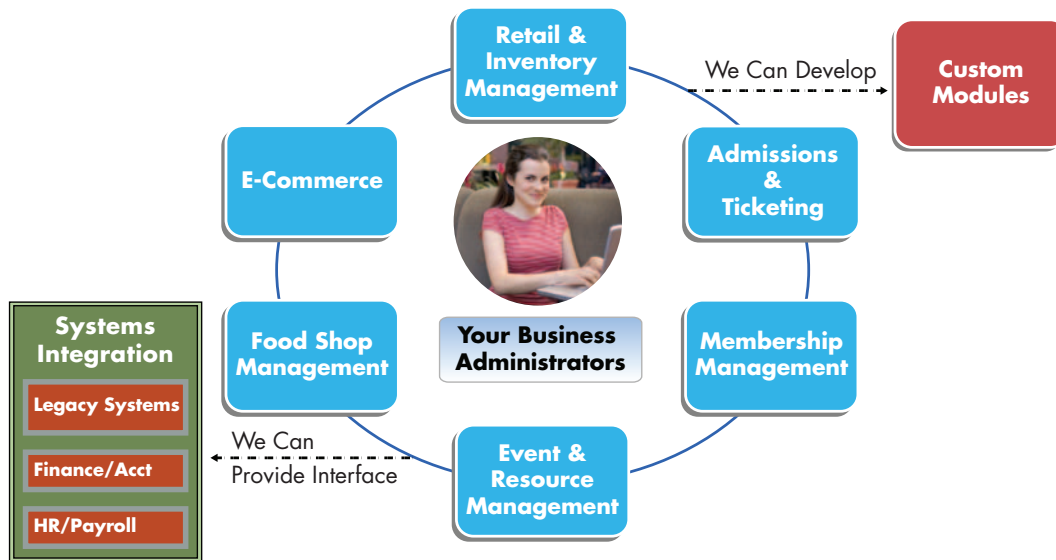 Retail &
Inventory
Management
We Can Develop
Custom
Modules
E-Commerce
Admissions
&
Ticketing
Systems
Integration
Legacy Systems
Finance/Acct
HR/Payroll
Food Shop
Management
Your Business
Administrators
Membership
Management
We Can
Provide Interface
Event &
Resource
Management